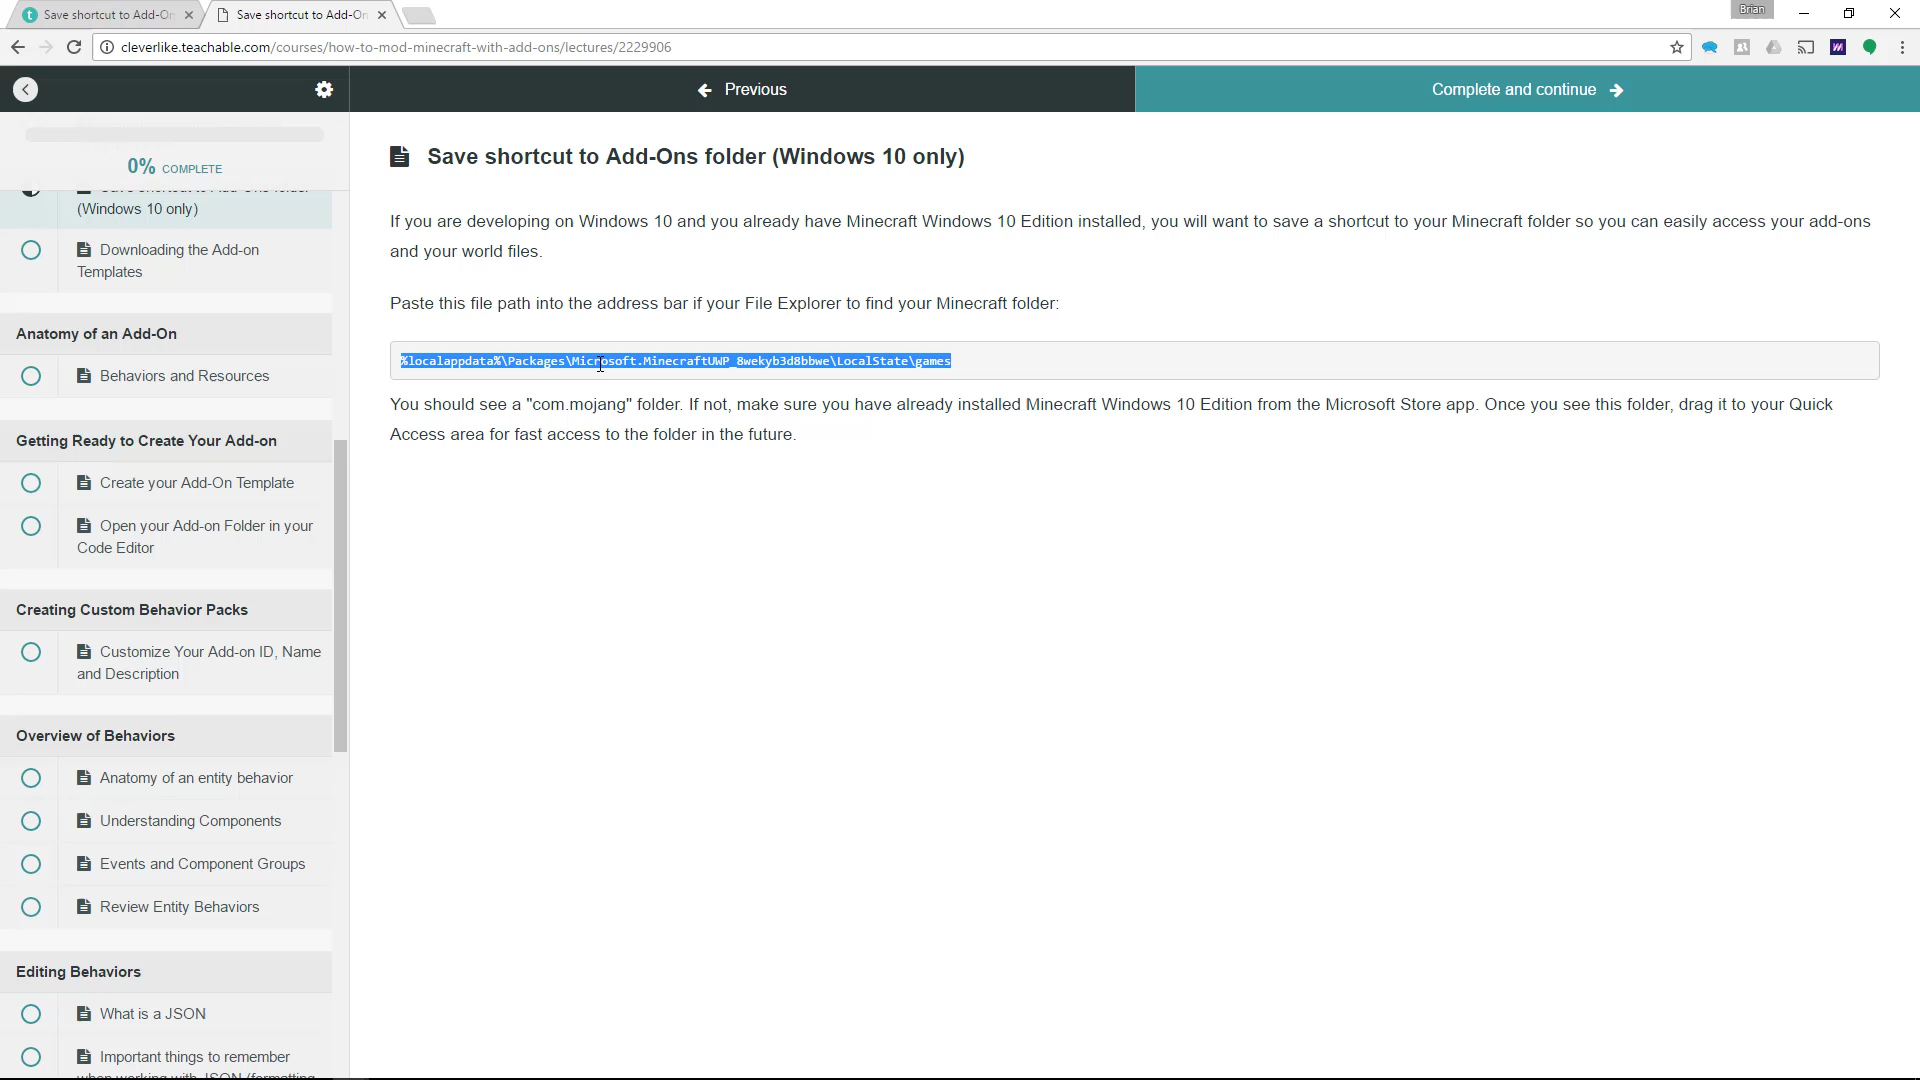 Save shortcut to Add-On
Save shortcut to Add-On
Brian
cleverlike.teachable.com/courses/how-to-mod-minecraft-with-add-ons/lectures/2229906
Previous
Complete and continue
0% COMPLETE
Save shortcut to Add-Ons folder
(Windows 10 only)
Downloading the Add-on
Templates
Anatomy of an Add-On
Behaviors and Resources
Getting Ready to Create Your Add-on
Create your Add-On Template
Open your Add-on Folder in your
Code Editor
Creating Custom Behavior Packs
Customize Your Add-on ID, Name
and Description
Overview of Behaviors
Anatomy of an entity behavior
Understanding Components
Events and Component Groups
Review Entity Behaviors
Editing Behaviors
What is a JSON
Important things to remember
when working with JSON (formatting
Save shortcut to Add-Ons folder (Windows 10 only)
If you are developing on Windows 10 and you already have Minecraft Windows 10 Edition installed, you will want to save a shortcut to your Minecraft folder so you can easily access your add-ons
and your world files.
Paste this file path into the address bar if your File Explorer to find your Minecraft folder:
%localappdata%\Packages\Microsoft.MinecraftUWP_8wekyb3d8bbwe\LocalState\games
You should see a "com.mojang" folder. If not, make sure you have already installed Minecraft Windows 10 Edition from the Microsoft Store app. Once you see this folder, drag it to your Quick
Access area for fast access to the folder in the future.